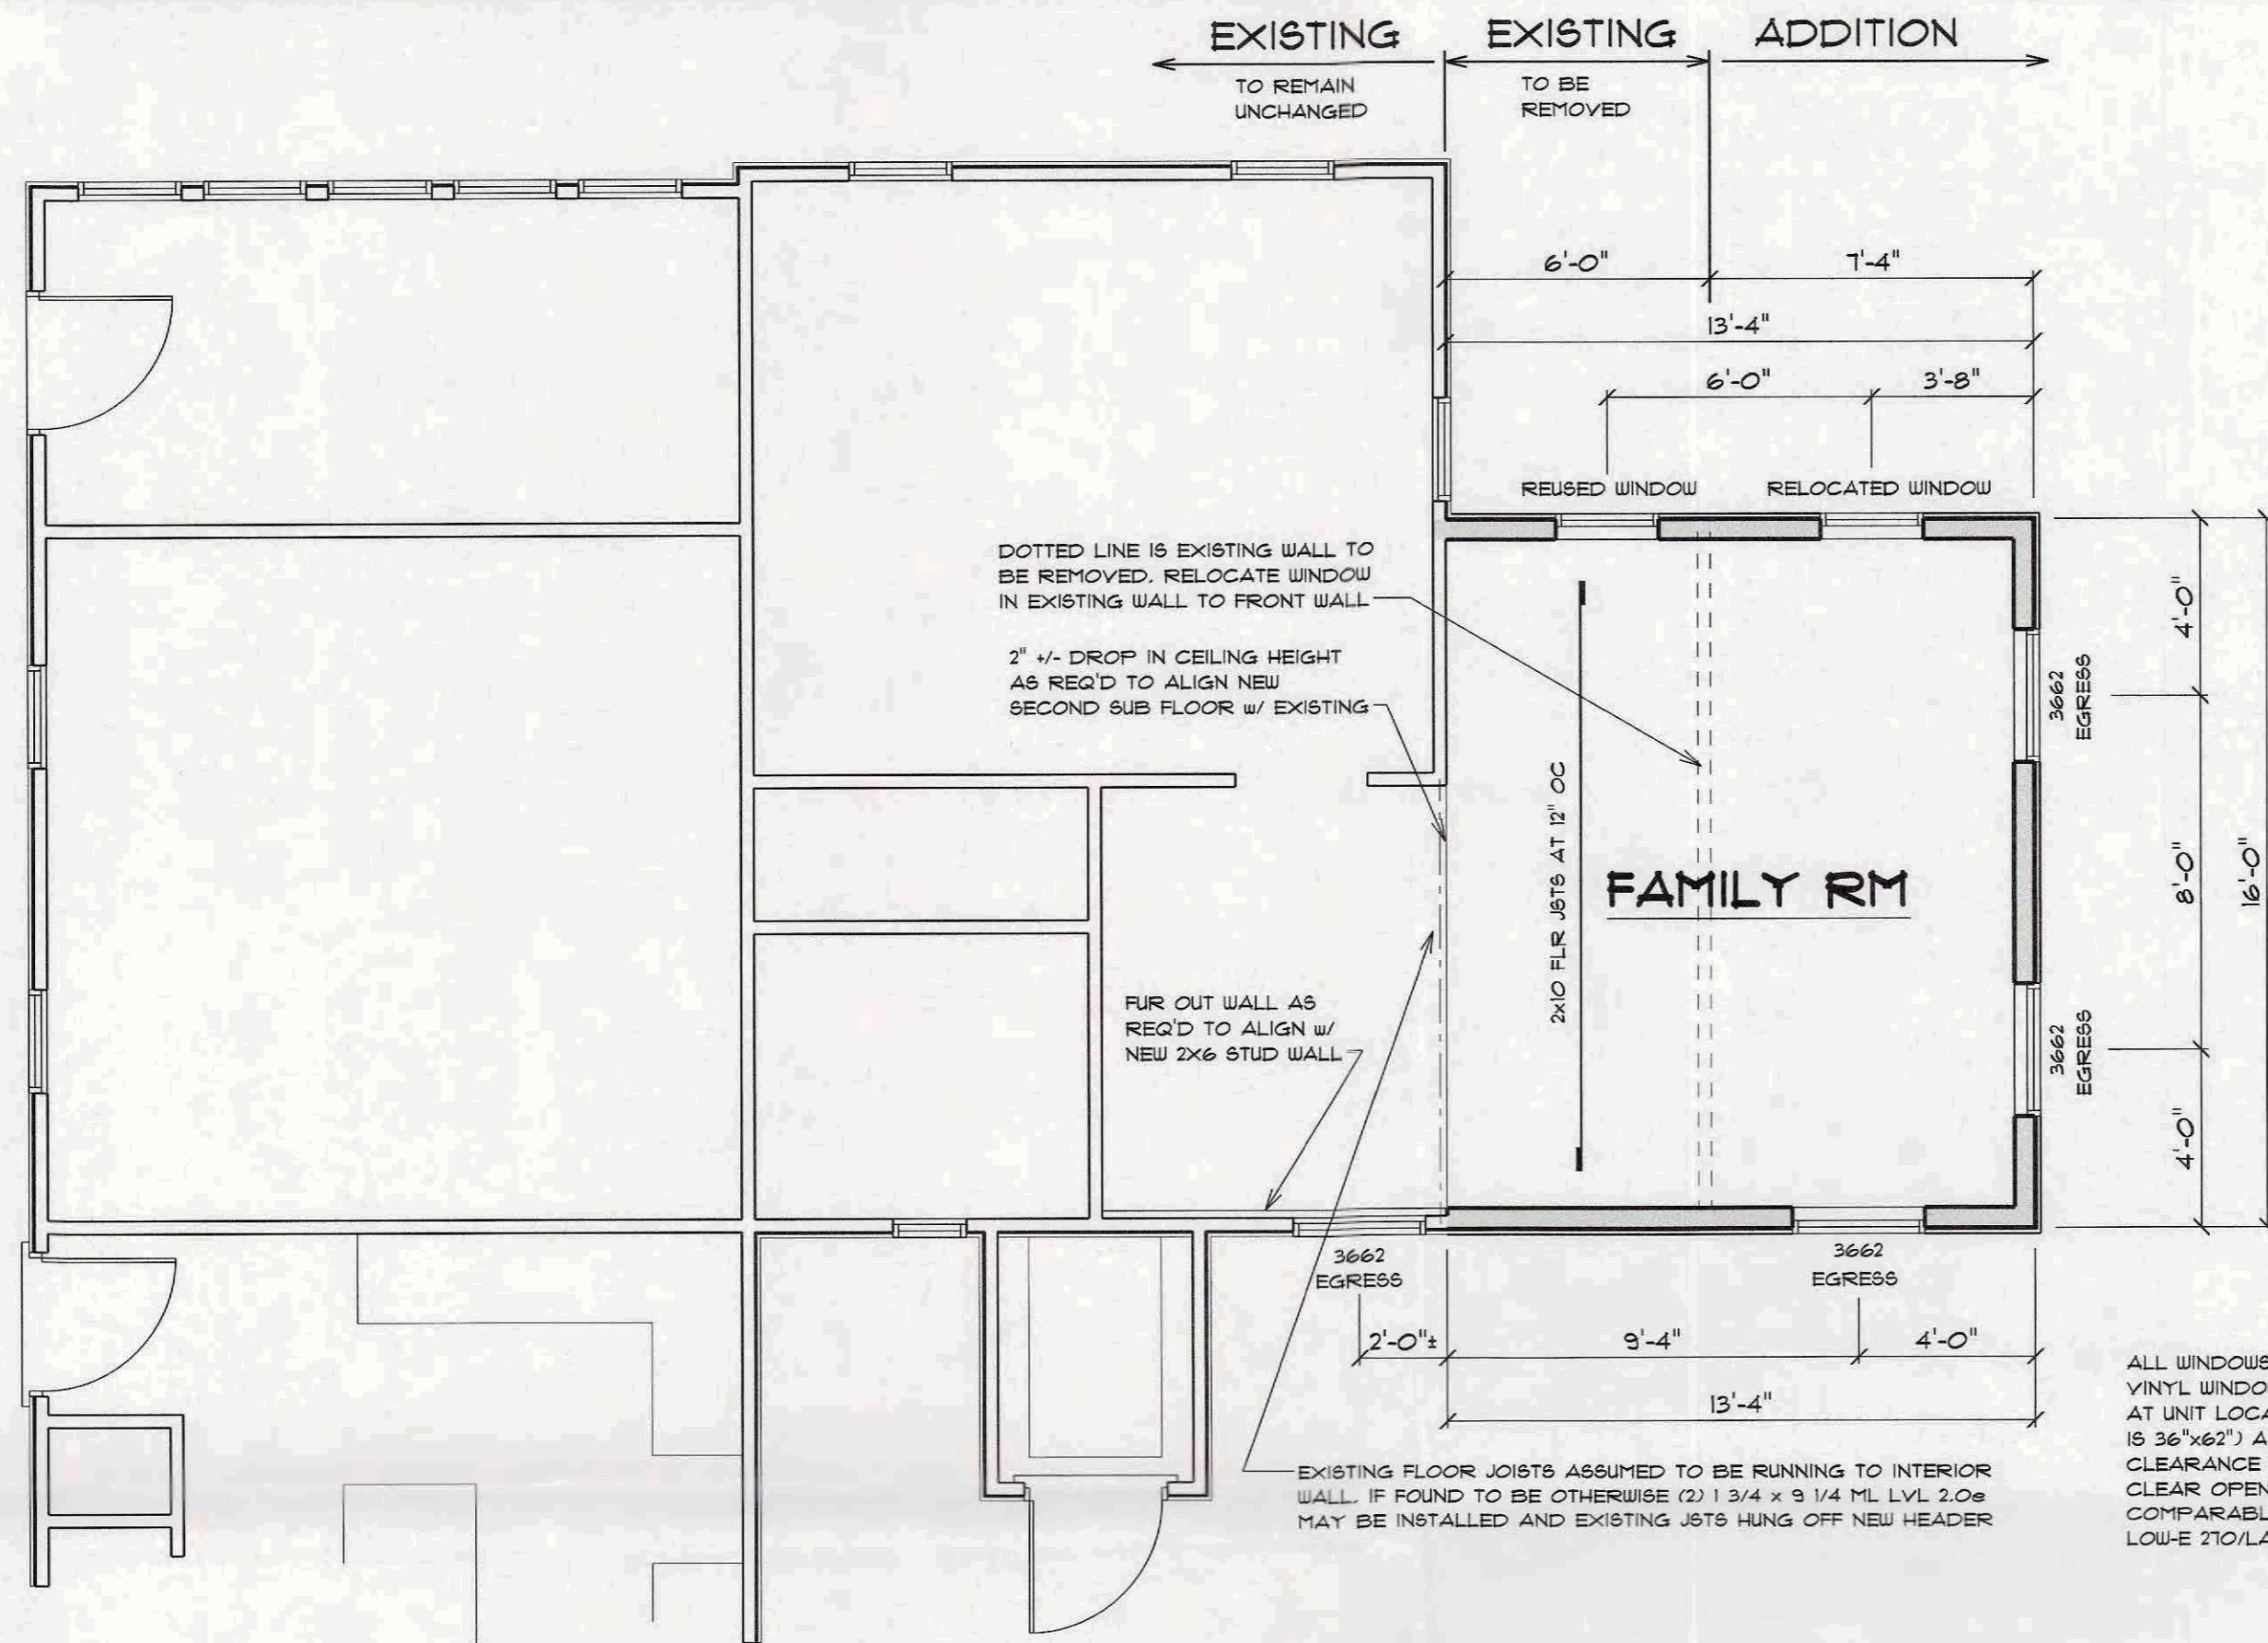 EXISTING
TO REMAIN
UNCHANGED
EXISTING
TO BE
REMOVED
ADDITION
6'-0"
7'-4"
13'-4"
6'-0"
3'-8"
REUSED WINDOW
RELOCATED WINDOW
DOTTED LINE IS EXISTING WALL TO
BE REMOVED. RELOCATE WINDOW
IN EXISTING WALL TO FRONT WALL
2" +/- DROP IN CEILING HEIGHT
AS REQ'D TO ALIGN NEW
SECOND SUB FLOOR w/ EXISTING
2x10 FLR JSTS AT 12" OC
FAMILY RM
3662
EGRESS
4'-0"
8'-0"
16'-0"
3662
EGRESS
4'-0"
FUR OUT WALL AS
REQ'D TO ALIGN w/
NEW 2X6 STUD WALL
3662
EGRESS
3662
EGRESS
2'-0"±
9'-4"
4'-0"
13'-4"
EXISTING FLOOR JOISTS ASSUMED TO BE RUNNING TO INTERIOR
WALL. IF FOUND TO BE OTHERWISE (2) 1 3/4 x 9 1/4 ML LVL 2.0e
MAY BE INSTALLED AND EXISTING JSTS HUNG OFF NEW HEADER
ALL WINDOWS
VINYL
AT UNIT
IS 36"x62")
CLEARANCE
CLEAR
LOW-E 270/